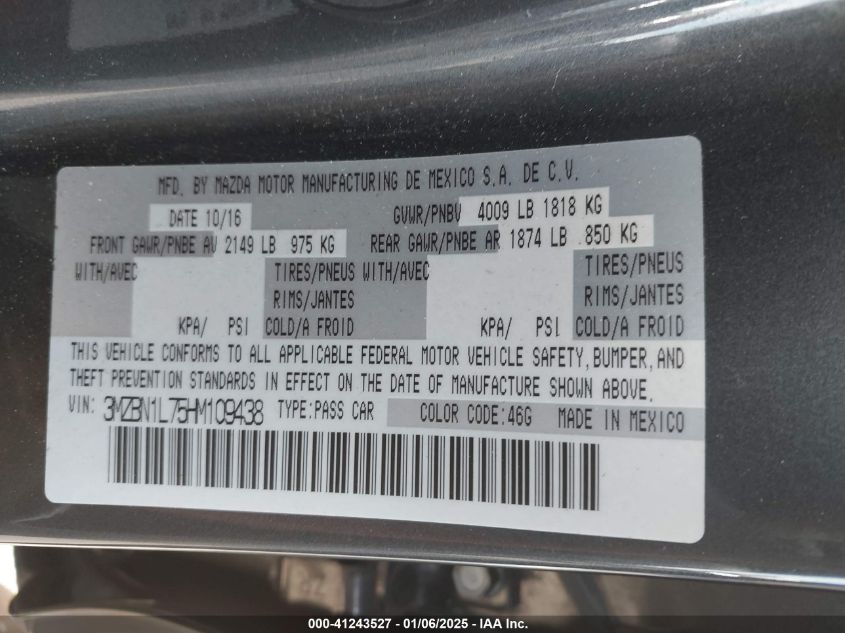 MFD. BY MAZDA MOTOR MANUFACTURING DE MEXICO S.A. DE C.V.
DATE 10/16 GVWR/PNBV 4009 LB 1818 KG
FRONT GAWR/PNBE AV 2149 LB 975 KG REAR GAWR/PNBE AR 1874 LB 850 KG
WITH/AVEC TIRES/PNEUS WITH/AVEC TIRES/PNEUS
RIMS/JANTES RIMS/JANTES
KPA/ PSI COLD/A FROID KPA/ PSI COLD/A FROID
THIS VEHICLE CONFORMS TO ALL APPLICABLE FEDERAL MOTOR VEHICLE SAFETY, BUMPER, AND
THEFT PREVENTION STANDARDS IN EFFECT ON THE DATE OF MANUFACTURE SHOWN ABOVE.
VIN: 3MZBN1L75HM109438 TYPE:PASS CAR COLOR CODE:46G MADE IN MEXICO
000-41243527 - 01/06/2025 - IAA Inc.